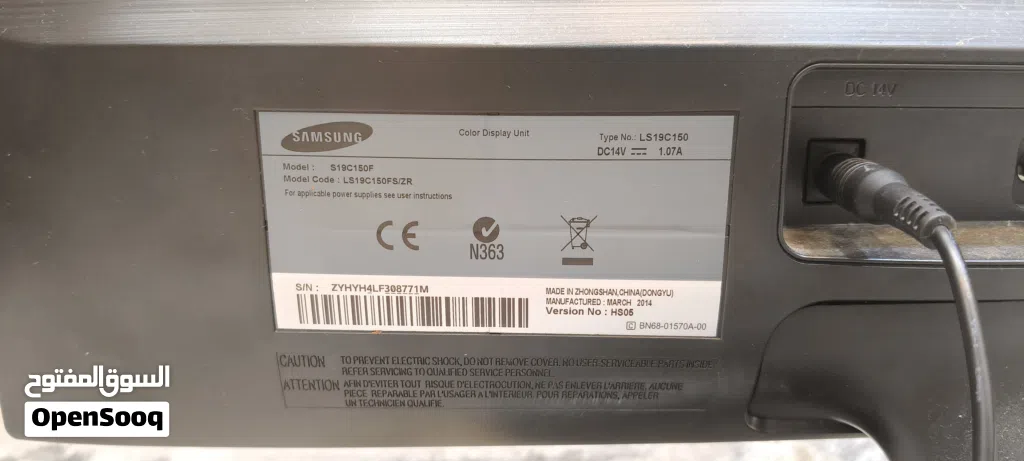 SAMSUNG
Color Display Unit
Type No.: LS19C150
DC14V 1.07A
Model : S19C150F
Model Code : LS19C150FS/ZR
For applicable power supplies see user instructions
CE
N363
S/N : ZYHYH4LF308771M
MADE IN ZHONGSHAN,CHINA(DONGYU)
MANUFACTURED : MARCH 2014
Version No : HS05
BN68-01570A-00
DC 14V
CAUTION TO PREVENT ELECTRIC SHOCK, DO NOT REMOVE COVER. NO USER SERVICEABLE PARTS INSIDE.
REFER SERVICING TO QUALIFIED SERVICE PERSONNEL.
ATTENTION AFIN D'EVITER TOUT RISQUE D'ELECTROCUTION, NE PAS ENLEVER L'ARRIERE. AUCUNE
PIECE REPARABLE PAR L'USAGER A L'INTERIEUR. POUR REPARATIONS, APPELER
UN TECHNICIEN QUALIFIE.
السوق المفتوح
OpenSooq